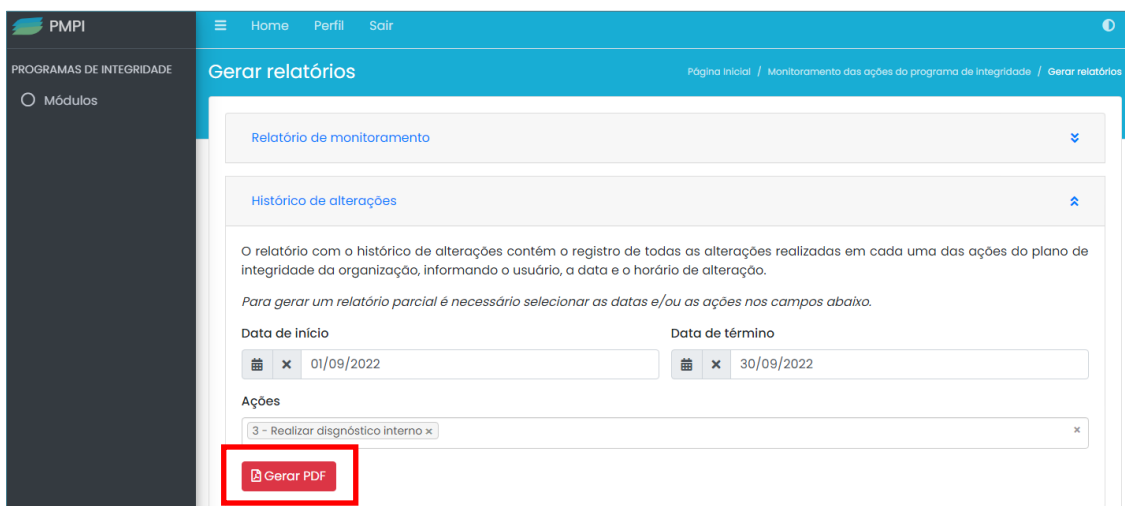 PMPI
Home Perfil Sair
PROGRAMAS DE INTEGRIDADE
Módulos
Gerar relatórios
Página Inicial / Monitoramento das ações do programa de integridade / Gerar relatórios
Relatório de monitoramento
Histórico de alterações
O relatório com o histórico de alterações contém o registro de todas as alterações realizadas em cada uma das ações do plano de
integridade da organização, informando o usuário, a data e o horário de alteração.
Para gerar um relatório parcial é necessário selecionar as datas e/ou as ações nos campos abaixo.
Data de início
Data de término
01/09/2022
30/09/2022
Ações
3 - Realizar disgnóstico interno ×
×
Gerar PDF